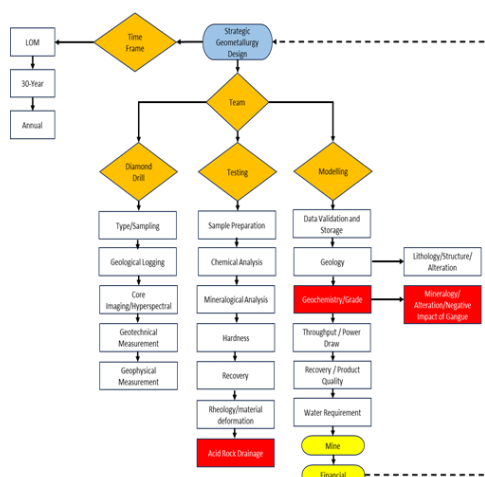 Strategic
Geometallurgy
Design
Time
Frame
LOM
30-Year
Annual
Team
Diamond
Drill
Testing
Modelling
Type/Sampling
Geological Logging
Core
Imaging/Hyperspectral
Geotechnical
Measurement
Geophysical
Measurement
Sample Preparation
Chemical Analysis
Mineralogical Analysis
Hardness
Recovery
Rheology/material
deformation
Acid Rock Drainage
Data Validation and
Storage
Geology
Lithology/Structure/
Alteration
Geochemistry/Grade
Mineralogy/
Alteration/Negative
Impact of Gangue
Throughput / Power
Draw
Recovery / Product
Quality
Water Requirement
Mine
Financial